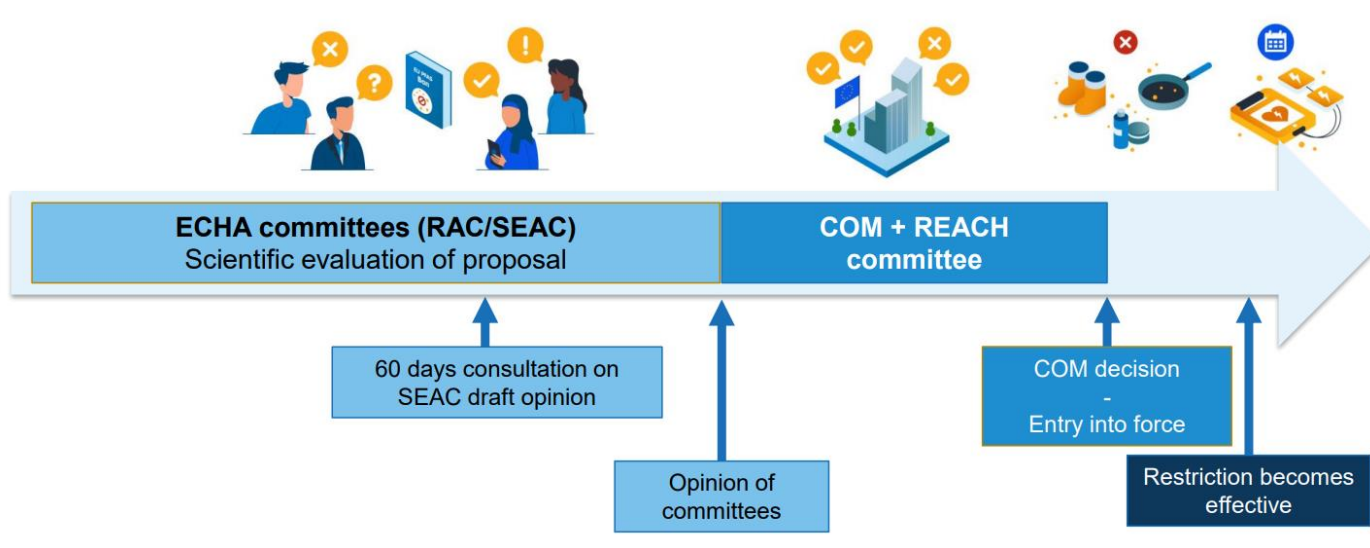 ECHA committees (RAC/SEAC)
Scientific evaluation of proposal
COM + REACH
committee
60 days consultation on
SEAC draft opinion
COM decision
-
Entry into force
Opinion of
committees
Restriction becomes
effective